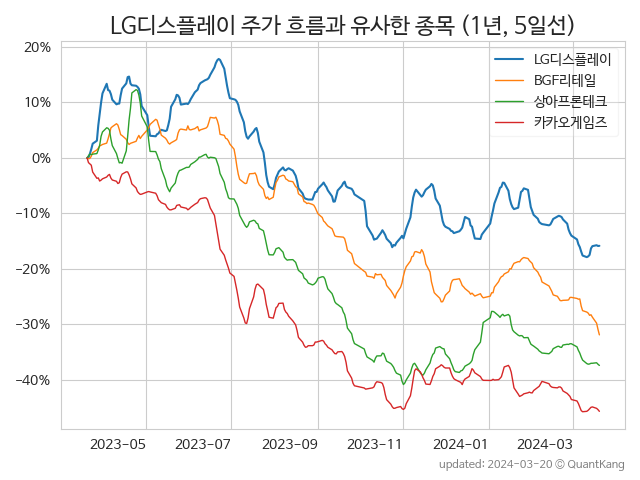 LG디스플레이 주가 흐름과 유사한 종목 (1년, 5일선)
20%
10%
0%
−10%
−20%
−30%
−40%
LG디스플레이
BGF리테일
상아프론테크
카카오게임즈
2023-05 2023-07 2023-09 2023-11 2024-01 2024-03
updated: 2024-03-20 © QuantKang